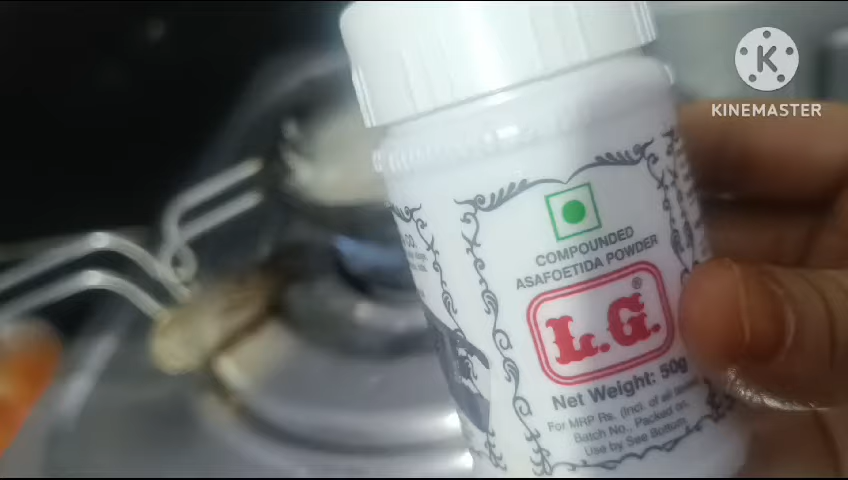 K
KINEMASTER
COMPOUNDED
ASAFOETIDA POWDER
L.G.®
Net Weight: 50g
For MRP Rs. (Incl. of all taxes)
Batch No., Packed on,
Use by See Bottom.
CO.